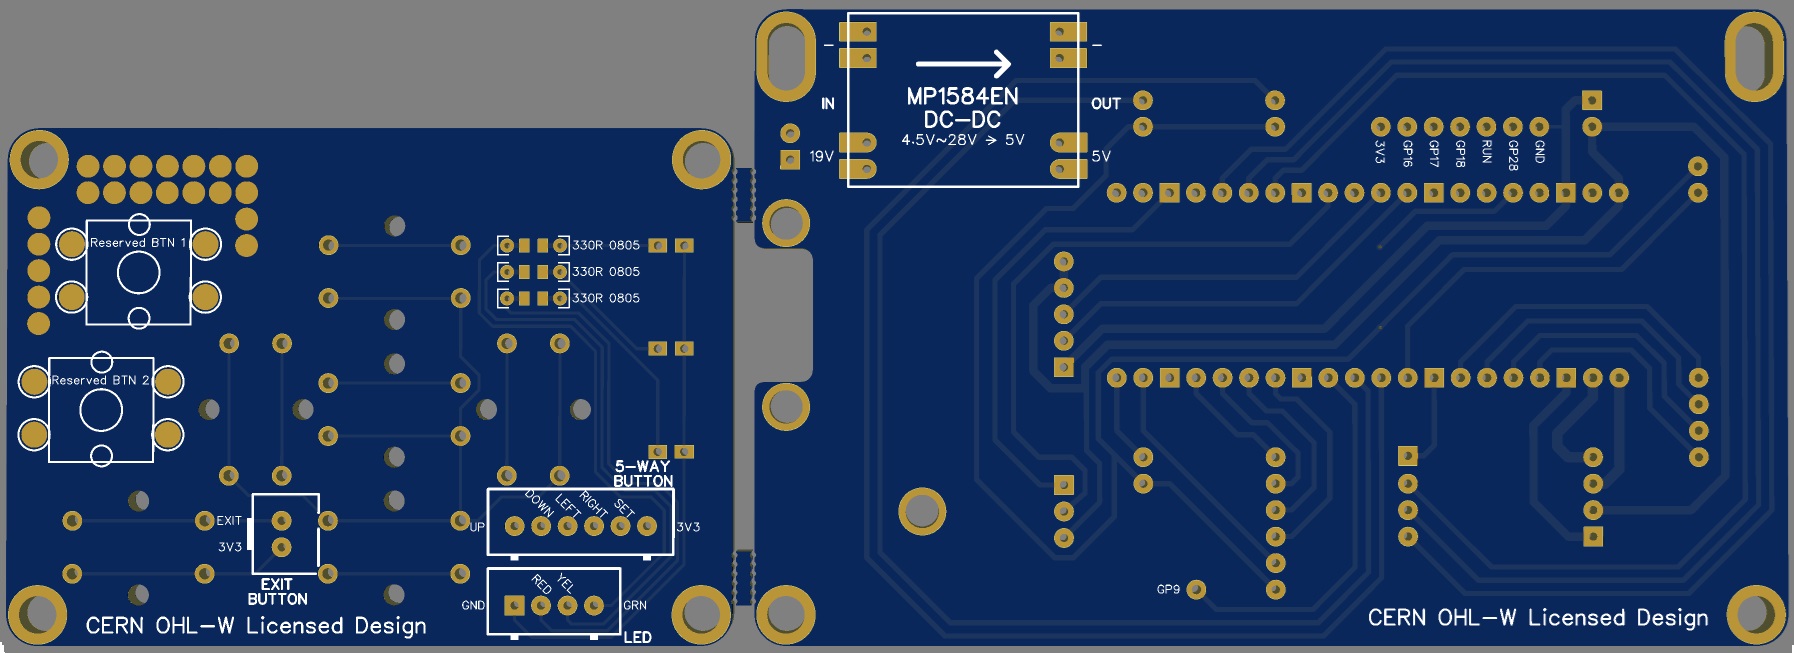 Reserved BTN 1
Reserved BTN 2
330R 0805
330R 0805
330R 0805
EXIT
3V3
EXIT
BUTTON
5-WAY
BUTTON
UP
DOWN
LEFT
RIGHT
SET
3V3
GND
RED
YEL
GRN
LED
CERN OHL-W Licensed Design
–
–
IN
OUT
MP1584EN
DC-DC
4.5V~28V → 5V
19V
5V
3V3
GP16
GP17
GP18
RUN
GP28
GND
GP9
CERN OHL-W Licensed Design